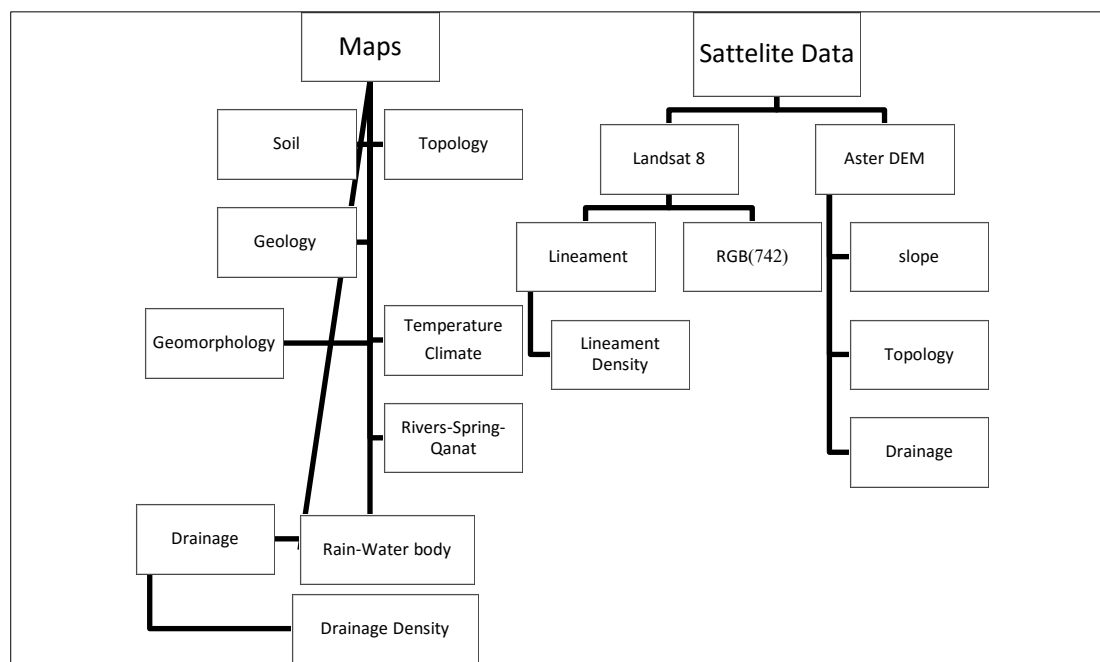 Maps
Soil
Topology
Geology
Geomorphology
Temperature
Climate
Rivers-Spring-
Qanat
Drainage
Rain-Water body
Drainage Density
Sattelite Data
Landsat 8
Aster DEM
Lineament
RGB(742)
Lineament
Density
slope
Topology
Drainage